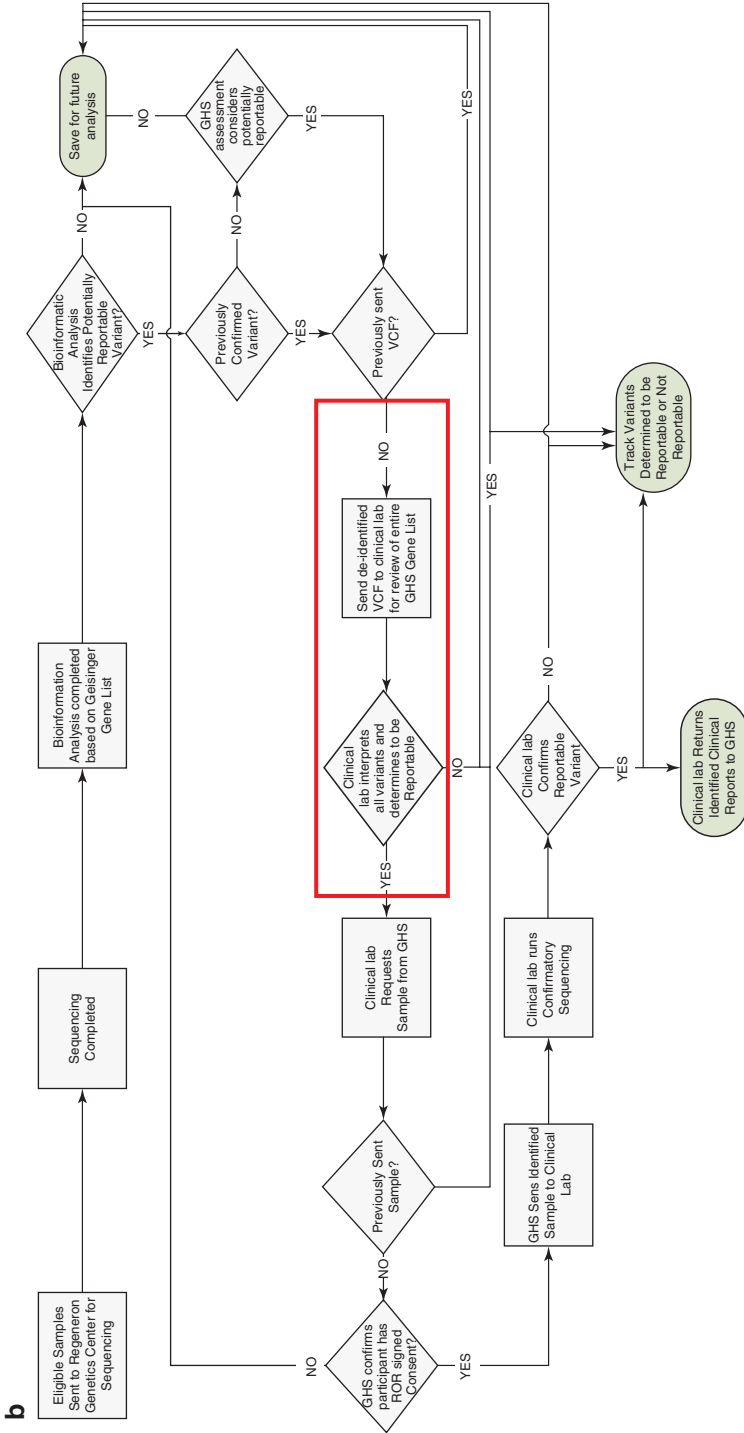 b
Eligible Samples
Sent to Regeneron
Genetics Center for
Sequencing
Sequencing
Completed
Bioinformation
Analysis completed
based on Geisinger
Gene List
Bioinformatic
Analysis
Identifies Potentially
Reportable
Variant?
NO
Save for future
analysis
YES
Previously
Confirmed
Variant?
NO
GHS
assessment
considers
potentially
reportable
NO
YES
YES
Previously sent
VCF?
YES
NO
Send de-identified
VCF to clinical lab
for review of entire
GHS Gene List
Clinical
lab interprets
all variants and
determines to be
Reportable
NO
YES
Clinical lab
Requests
Sample from GHS
Previously Sent
Sample?
YES
NO
GHS confirms
participant has
ROR signed
Consent?
NO
YES
GHS Sens Identified
Sample to Clinical
Lab
Clinical lab runs
Confirmatory
Sequencing
Clinical lab
Confirms
Reportable
Variant
NO
YES
Track Variants
Determined to be
Reportable or Not
Reportable
Clinical lab Returns
Identified Clinical
Reports to GHS